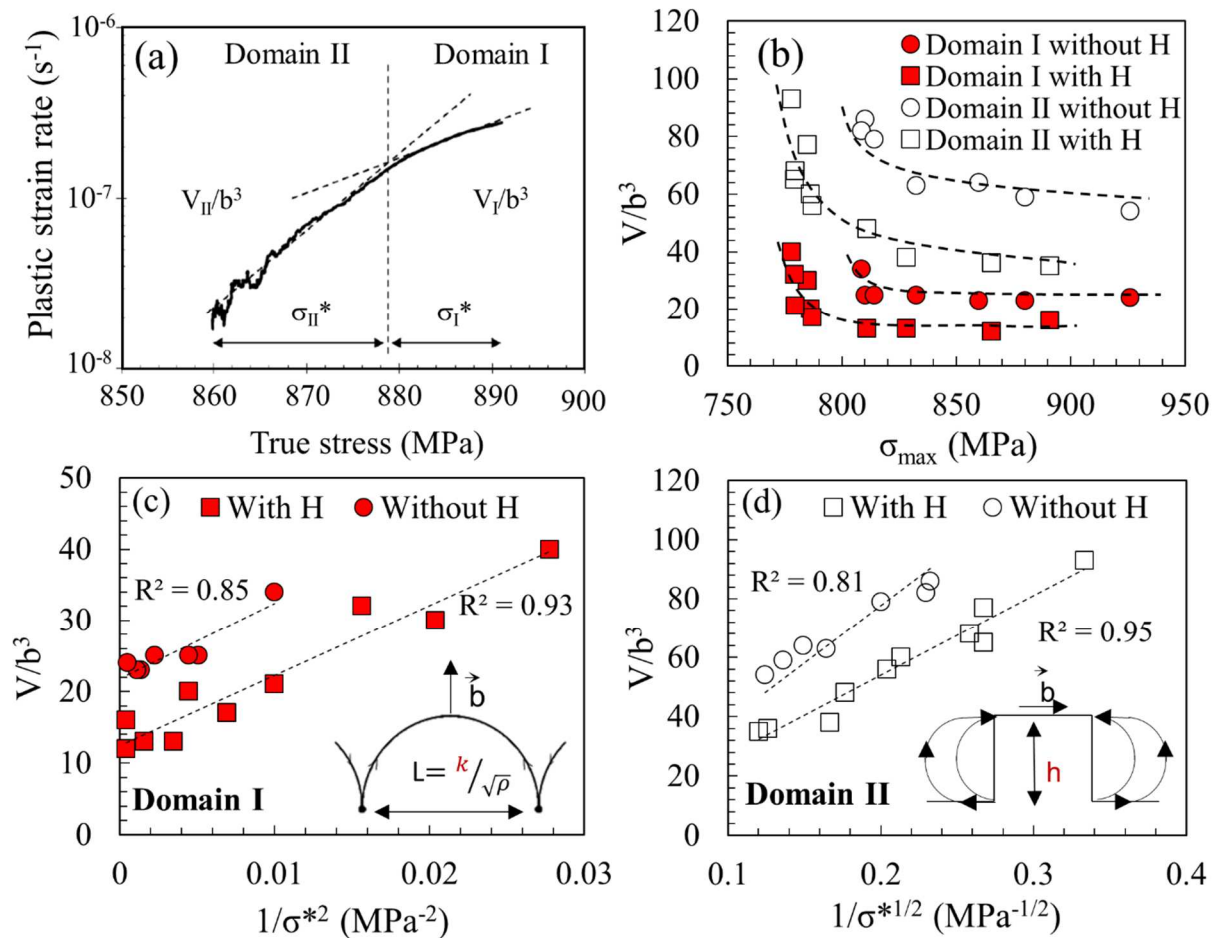 (a)
Domain II
Domain I
Plastic strain rate (s⁻¹)
10⁻⁶
10⁻⁷
10⁻⁸
V_II/b³
V_I/b³
σ_II*
σ_I*
850
860
870
880
890
900
True stress (MPa)
(b)
Domain I without H
Domain I with H
Domain II without H
Domain II with H
V/b³
120
100
80
60
40
20
0
750
800
850
900
950
σ_max (MPa)
(c)
With H
Without H
R² = 0.85
R² = 0.93
V/b³
50
40
30
20
10
0
b
L= k/√ρ
Domain I
0
0.01
0.02
0.03
1/σ*² (MPa⁻²)
(d)
With H
Without H
R² = 0.81
R² = 0.95
V/b³
120
100
80
60
40
20
0
b
h
Domain II
0.1
0.2
0.3
0.4
1/σ*¹ᐟ² (MPa⁻¹ᐟ²)